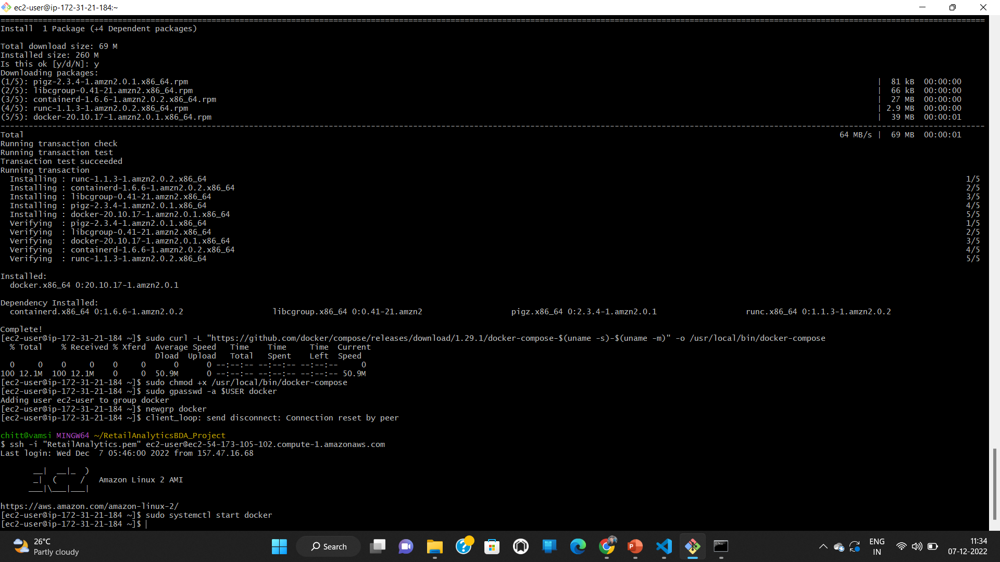 ec2-user@ip-172-31-21-184:~
================================================================================
Install  1 Package (+4 Dependent packages)
Total download size: 69 M
Installed size: 260 M
Is this ok [y/d/N]: y
Downloading packages:
(1/5): pigz-2.3.4-1.amzn2.0.1.x86_64.rpm | 81 kB 00:00:00
(2/5): libcgroup-0.41-21.amzn2.x86_64.rpm | 66 kB 00:00:00
(3/5): containerd-1.6.6-1.amzn2.0.2.x86_64.rpm | 27 MB 00:00:00
(4/5): runc-1.1.3-1.amzn2.0.2.x86_64.rpm | 2.9 MB 00:00:00
(5/5): docker-20.10.17-1.amzn2.0.1.x86_64.rpm | 39 MB 00:00:01
--------------------------------------------------------------------------------
Total 64 MB/s | 69 MB 00:00:01
Running transaction check
Running transaction test
Transaction test succeeded
Running transaction
  Installing : runc-1.1.3-1.amzn2.0.2.x86_64 1/5
  Installing : containerd-1.6.6-1.amzn2.0.2.x86_64 2/5
  Installing : libcgroup-0.41-21.amzn2.x86_64 3/5
  Installing : pigz-2.3.4-1.amzn2.0.1.x86_64 4/5
  Installing : docker-20.10.17-1.amzn2.0.1.x86_64 5/5
  Verifying  : pigz-2.3.4-1.amzn2.0.1.x86_64 1/5
  Verifying  : libcgroup-0.41-21.amzn2.x86_64 2/5
  Verifying  : docker-20.10.17-1.amzn2.0.1.x86_64 3/5
  Verifying  : containerd-1.6.6-1.amzn2.0.2.x86_64 4/5
  Verifying  : runc-1.1.3-1.amzn2.0.2.x86_64 5/5
Installed:
  docker.x86_64 0:20.10.17-1.amzn2.0.1
Dependency Installed:
  containerd.x86_64 0:1.6.6-1.amzn2.0.2 libcgroup.x86_64 0:0.41-21.amzn2 pigz.x86_64 0:2.3.4-1.amzn2.0.1 runc.x86_64 0:1.1.3-1.amzn2.0.2
Complete!
[ec2-user@ip-172-31-21-184 ~]$ sudo curl -L "https://github.com/docker/compose/releases/download/1.29.1/docker-compose-$(uname -s)-$(uname -m)" -o /usr/local/bin/docker-compose
  % Total    % Received % Xferd  Average Speed   Time    Time     Time  Current
                                 Dload  Upload   Total   Spent    Left  Speed
  0     0    0     0    0     0      0      0 --:--:-- --:--:-- --:--:--     0
100 12.1M  100 12.1M    0     0  50.9M      0 --:--:-- --:--:-- --:--:-- 50.9M
[ec2-user@ip-172-31-21-184 ~]$ sudo chmod +x /usr/local/bin/docker-compose
[ec2-user@ip-172-31-21-184 ~]$ sudo gpasswd -a $USER docker
Adding user ec2-user to group docker
[ec2-user@ip-172-31-21-184 ~]$ newgrp docker
[ec2-user@ip-172-31-21-184 ~]$ client_loop: send disconnect: Connection reset by peer
chitt@vamsi MINGW64 ~/RetailAnalyticsBDA_Project
$ ssh -i "RetailAnalytics.pem" ec2-user@ec2-54-173-105-102.compute-1.amazonaws.com
Last login: Wed Dec  7 05:46:00 2022 from 157.47.16.68
       __|  __|_  )
       _|  (     /   Amazon Linux 2 AMI
      ___|\___|___|
https://aws.amazon.com/amazon-linux-2/
[ec2-user@ip-172-31-21-184 ~]$ sudo systemctl start docker
[ec2-user@ip-172-31-21-184 ~]$
26°C
Partly cloudy
Search
ENG
IN
11:34
07-12-2022